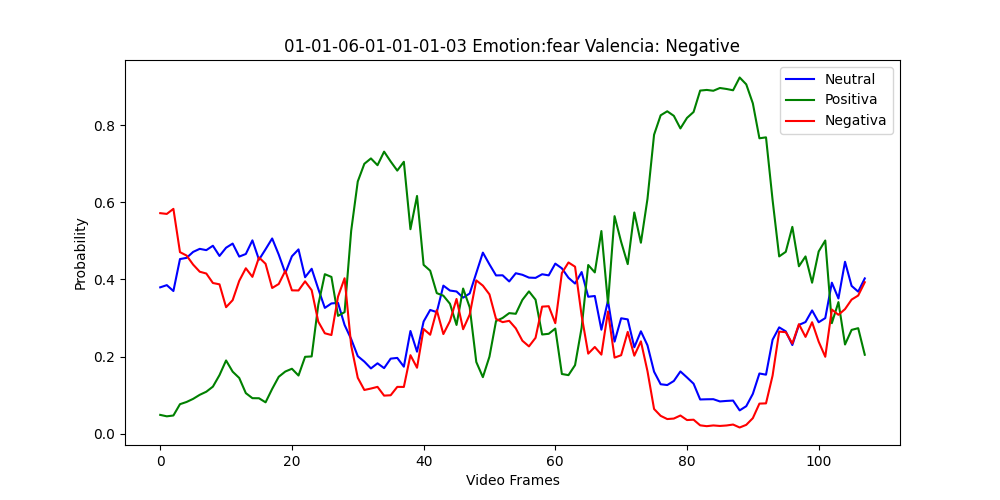 01-01-06-01-01-01-03 Emotion:fear Valencia: Negative
Neutral
Positiva
Negativa
Probability
0.8
0.6
0.4
0.2
0.0
0 20 40 60 80 100
Video Frames